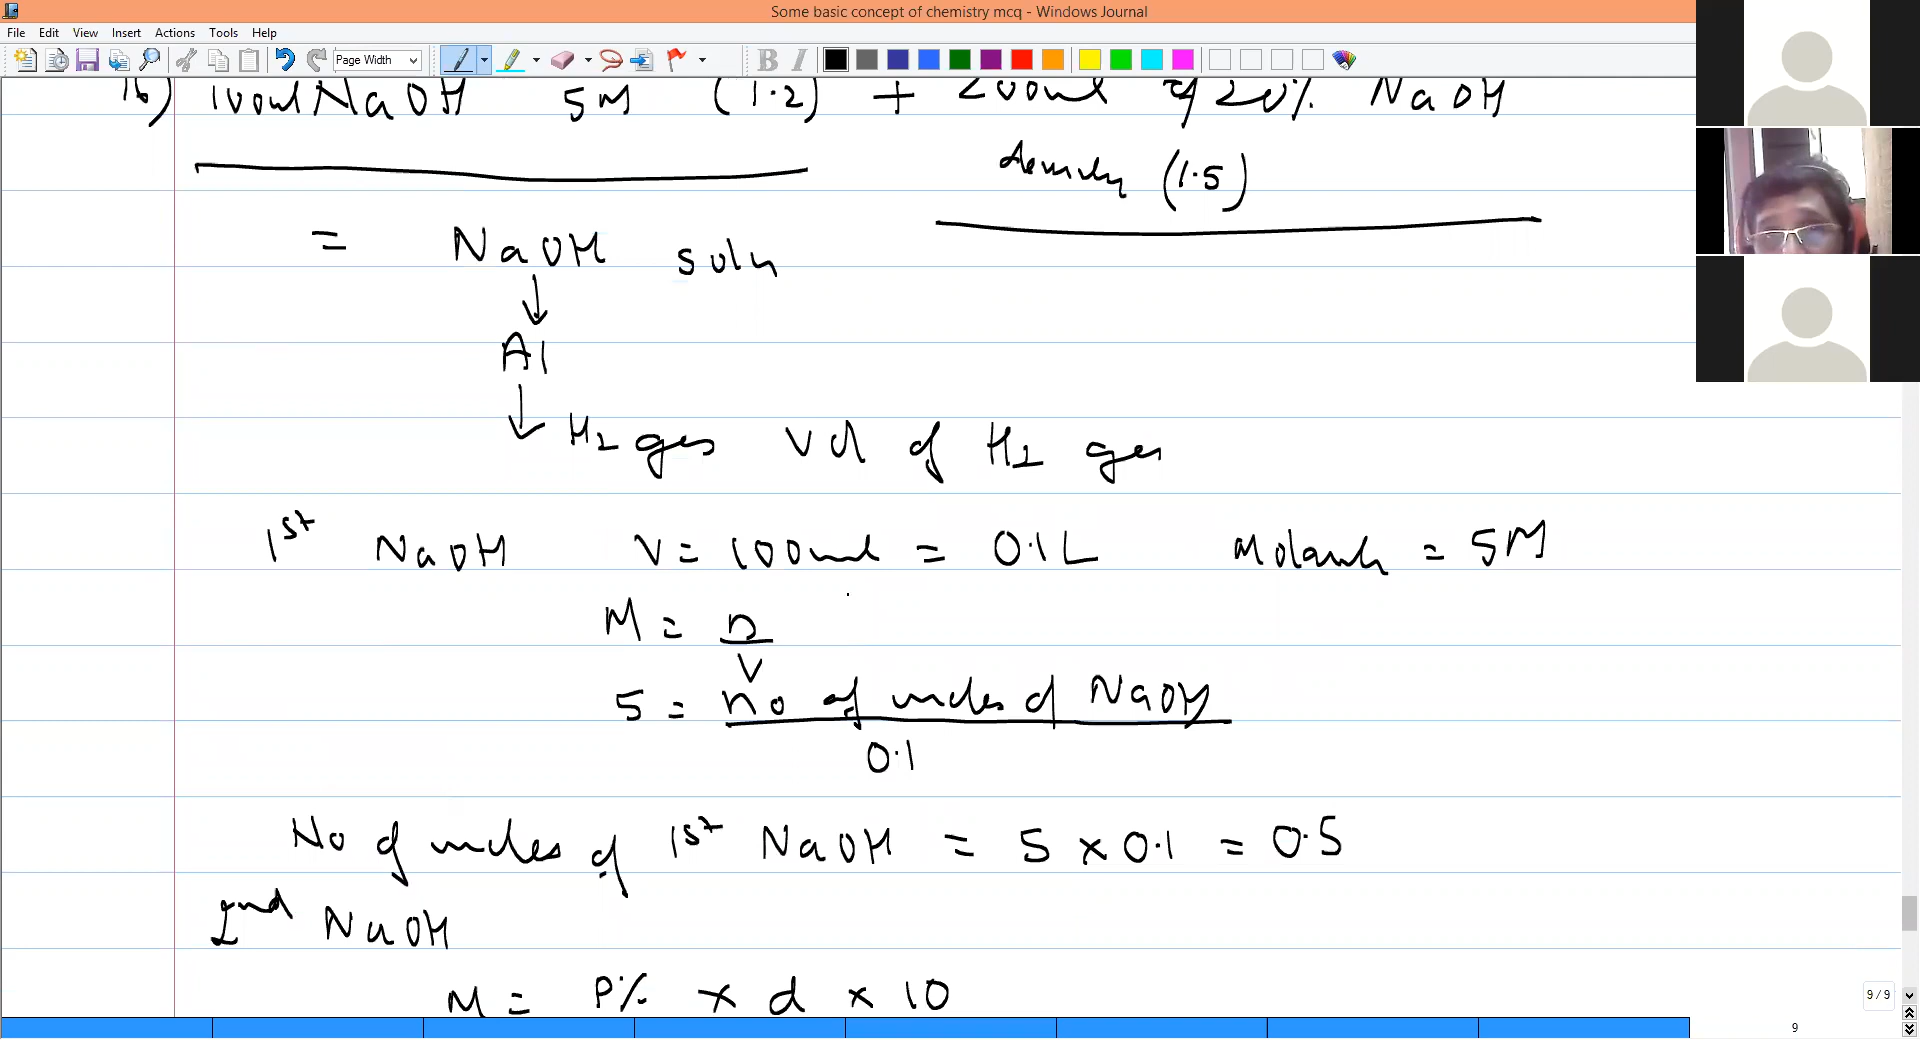 Some basic concept of chemistry mcq - Windows Journal
File Edit View Insert Actions Tools Help
Page Width B I
16) 100ml NaOH 5M (1.2) + 200ml of 20% NaOH
density (1.5)
= NaOH soln
↓
Al
↓ H2 gas Vol of H2 gas
1st NaOH V = 100ml = 0.1L Molarity = 5M
M = n
V
5 = no of moles of NaOH
0.1
No of moles of 1st NaOH = 5 × 0.1 = 0.5
2nd NaOH
M = P% × d × 10
9 / 9
9